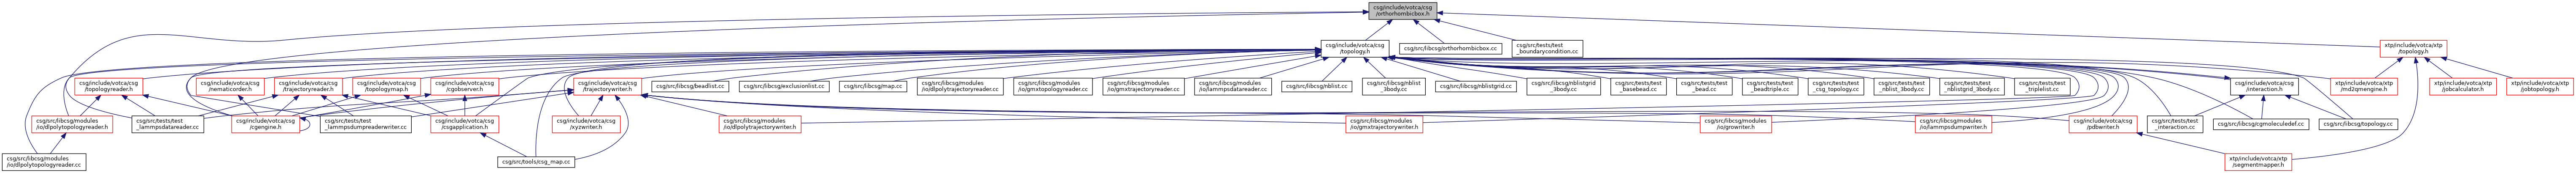 csg/include/votca/csg
/orthorhombicbox.h
csg/include/votca/csg
/topology.h
csg/src/libcsg/orthorhombicbox.cc
csg/src/tests/test
_boundarycondition.cc
xtp/include/votca/xtp
/topology.h
csg/include/votca/csg
/topologyreader.h
csg/include/votca/csg
/nematicorder.h
csg/include/votca/csg
/trajectoryreader.h
csg/include/votca/csg
/topologymap.h
csg/include/votca/csg
/cgobserver.h
csg/include/votca/csg
/trajectorywriter.h
csg/src/libcsg/beadlist.cc
csg/src/libcsg/exclusionlist.cc
csg/src/libcsg/map.cc
csg/src/libcsg/modules
/io/dlpolytrajectoryreader.cc
csg/src/libcsg/modules
/io/gmxtopologyreader.cc
csg/src/libcsg/modules
/io/gmxtrajectoryreader.cc
csg/src/libcsg/modules
/io/lammpsdatareader.cc
csg/src/libcsg/nblist.cc
csg/src/libcsg/nblist
_3body.cc
csg/src/libcsg/nblistgrid.cc
csg/src/libcsg/nblistgrid
_3body.cc
csg/src/tests/test
_basebead.cc
csg/src/tests/test
_bead.cc
csg/src/tests/test
_beadtriple.cc
csg/src/tests/test
_csg_topology.cc
csg/src/tests/test
_nblist_3body.cc
csg/src/tests/test
_nblistgrid_3body.cc
csg/src/tests/test
_triplelist.cc
csg/include/votca/csg
/interaction.h
xtp/include/votca/xtp
/md2qmengine.h
xtp/include/votca/xtp
/jobcalculator.h
xtp/include/votca/xtp
/jobtopology.h
csg/src/libcsg/modules
/io/dlpolytopologyreader.h
csg/src/tests/test
_lammpsdatareader.cc
csg/include/votca/csg
/cgengine.h
csg/src/tests/test
_lammpsdumpreaderwriter.cc
csg/include/votca/csg
/csgapplication.h
csg/include/votca/csg
/xyzwriter.h
csg/src/libcsg/modules
/io/dlpolytrajectorywriter.h
csg/src/libcsg/modules
/io/gmxtrajectorywriter.h
csg/src/libcsg/modules
/io/growriter.h
csg/src/libcsg/modules
/io/lammpsdumpwriter.h
csg/include/votca/csg
/pdbwriter.h
csg/src/tests/test
_interaction.cc
csg/src/libcsg/cgmoleculedef.cc
csg/src/libcsg/topology.cc
csg/src/libcsg/modules
/io/dlpolytopologyreader.cc
csg/src/tools/csg_map.cc
xtp/include/votca/xtp
/segmentmapper.h